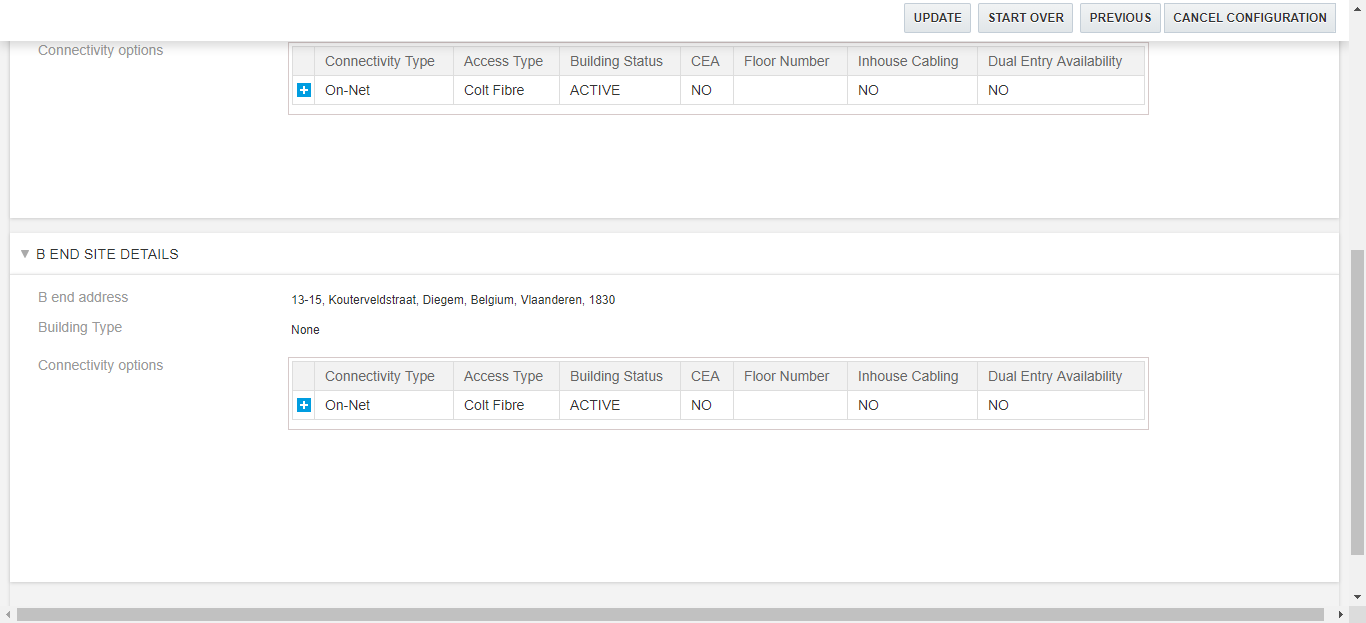 UPDATE START OVER PREVIOUS CANCEL CONFIGURATION
Connectivity options
Connectivity Type Access Type Building Status CEA Floor Number Inhouse Cabling Dual Entry Availability
On-Net Colt Fibre ACTIVE NO NO NO
B END SITE DETAILS
B end address 13-15, Kouterveldstraat, Diegem, Belgium, Vlaanderen, 1830
Building Type None
Connectivity options
Connectivity Type Access Type Building Status CEA Floor Number Inhouse Cabling Dual Entry Availability
On-Net Colt Fibre ACTIVE NO NO NO